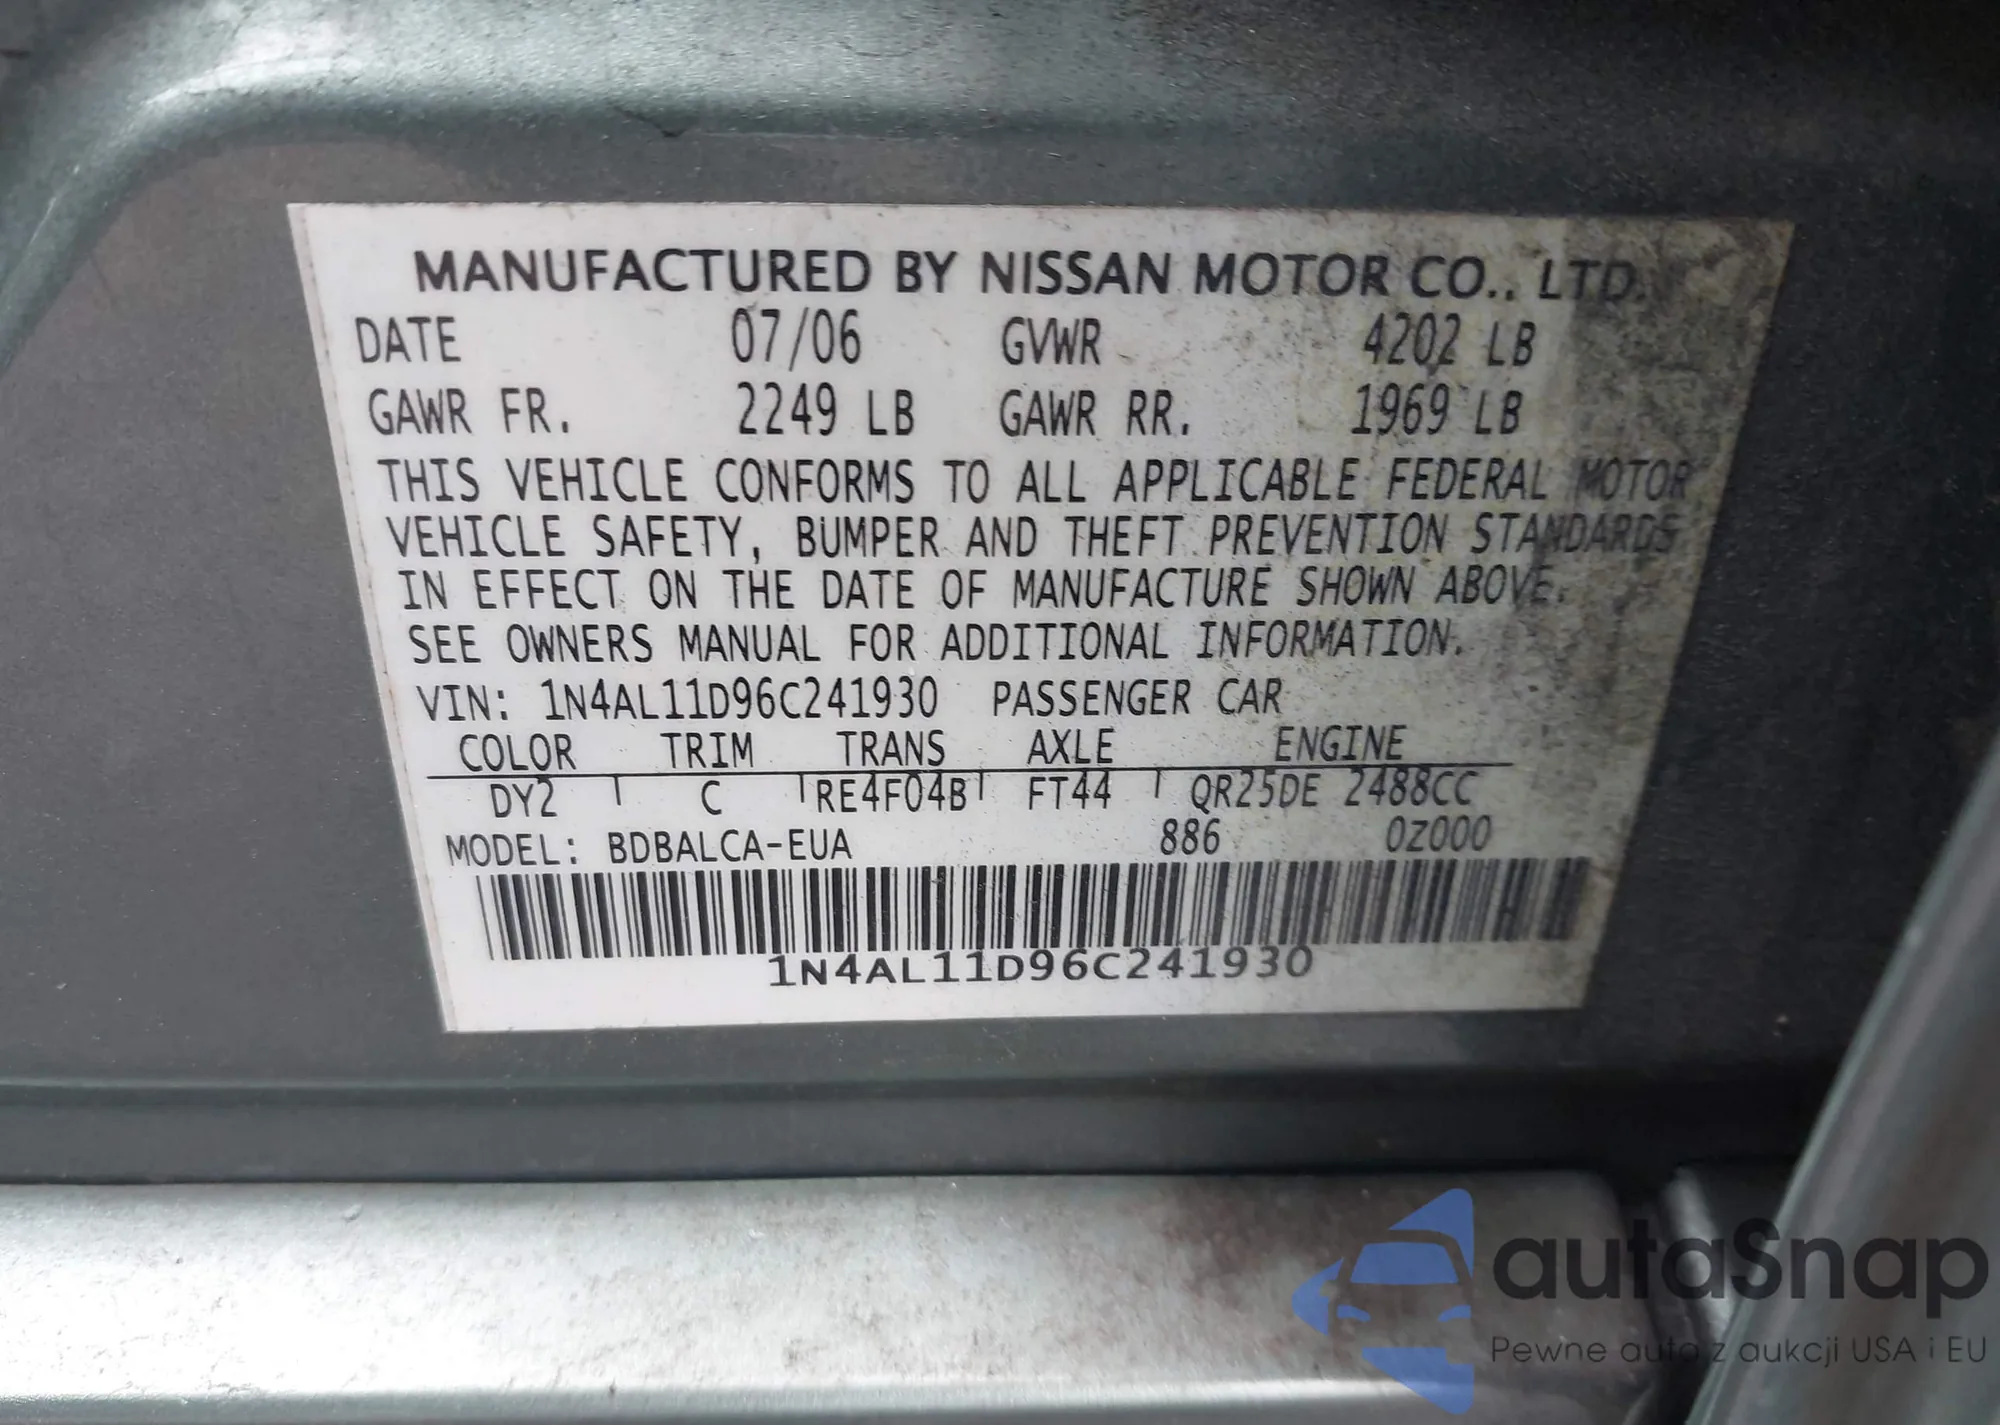 MANUFACTURED BY NISSAN MOTOR CO., LTD.
DATE 07/06 GVWR 4202 LB
GAWR FR. 2249 LB GAWR RR. 1969 LB
THIS VEHICLE CONFORMS TO ALL APPLICABLE FEDERAL MOTOR
VEHICLE SAFETY, BUMPER AND THEFT PREVENTION STANDARDS
IN EFFECT ON THE DATE OF MANUFACTURE SHOWN ABOVE.
SEE OWNERS MANUAL FOR ADDITIONAL INFORMATION.
VIN: 1N4AL11D96C241930 PASSENGER CAR
COLOR TRIM TRANS AXLE ENGINE
DY2 C RE4F04B FT44 QR25DE 2488CC
MODEL: BDBALCA-EUA 886 0Z000
1N4AL11D96C241930
autaSnap
Pewne auto z aukcji USA i EU